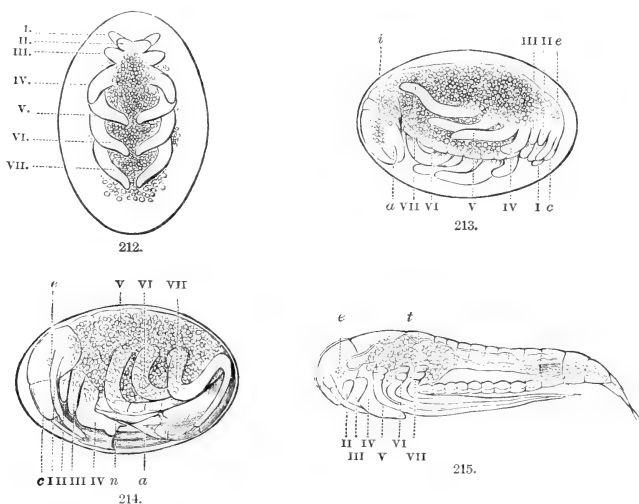 I.
II.
III.
IV.
V.
VI.
VII.
212.
i III II e
a VII VI V IV I c
213.
e V VI VII
c I II III IV n a
214.
e t
II IV VI
III V VII
215.